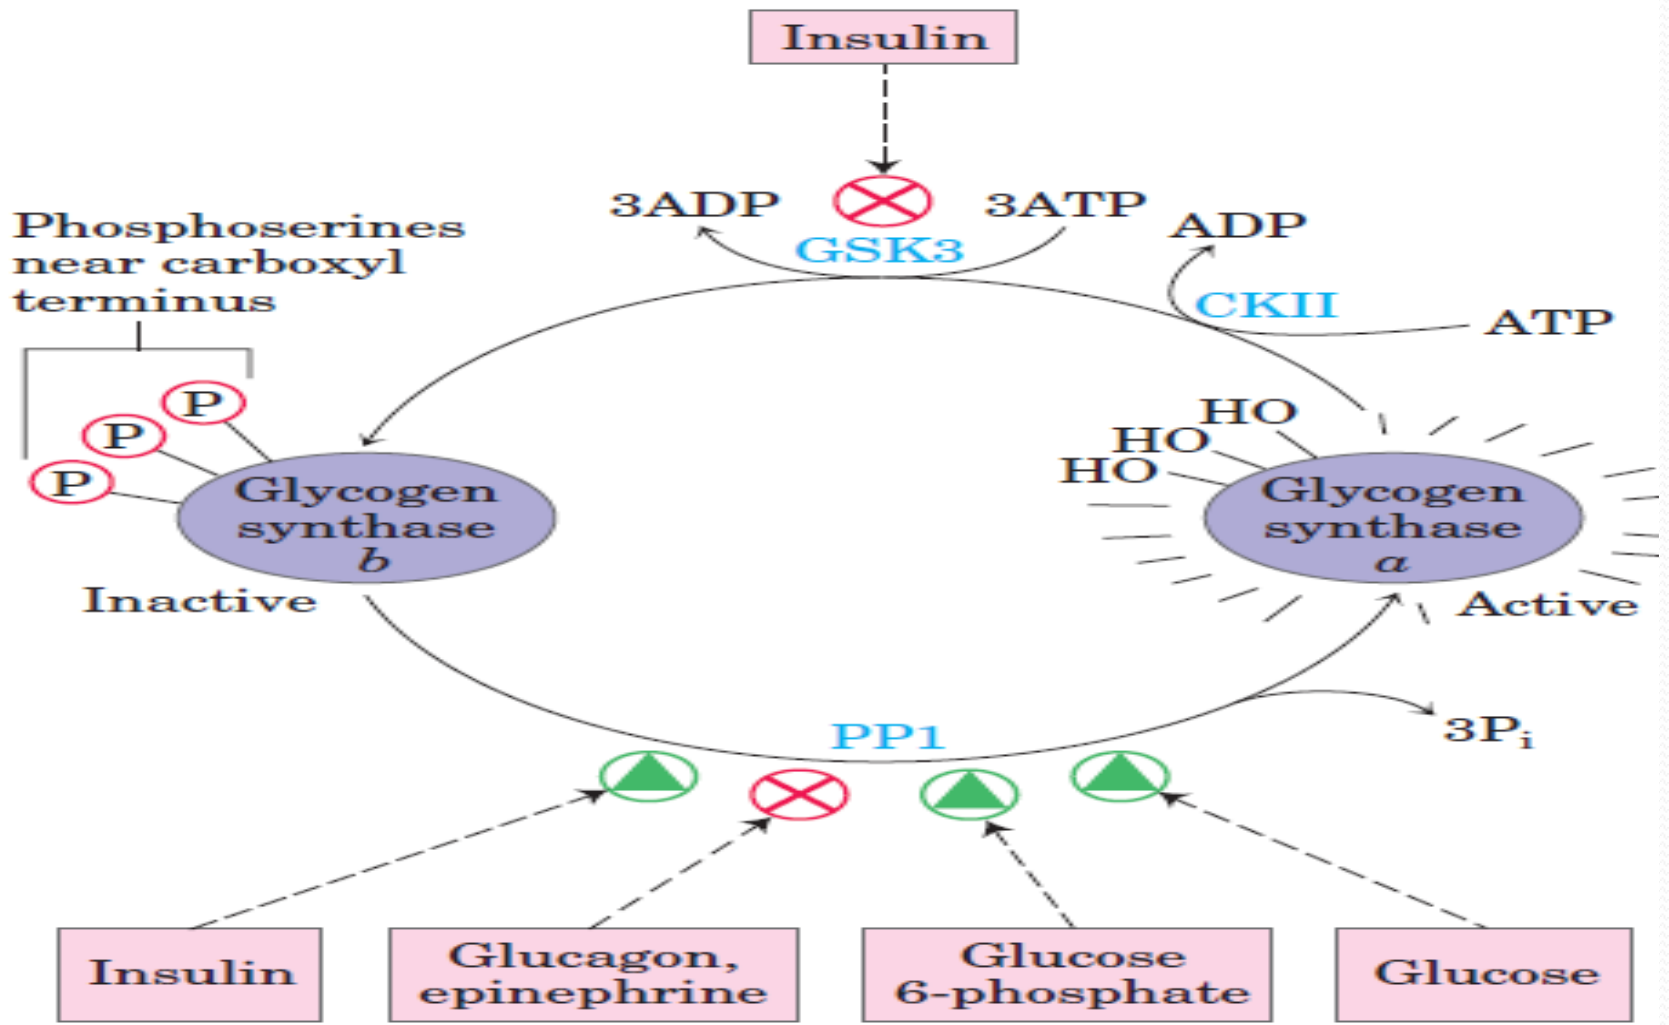 Insulin
3ADP
3ATP
ADP
GSK3
CKII
ATP
Phosphoserines
near carboxyl
terminus
P
P
P
HO
HO
HO
Glycogen
synthase
b
Inactive
Glycogen
synthase
a
Active
PP1
3Pi
Insulin
Glucagon,
epinephrine
Glucose
6-phosphate
Glucose